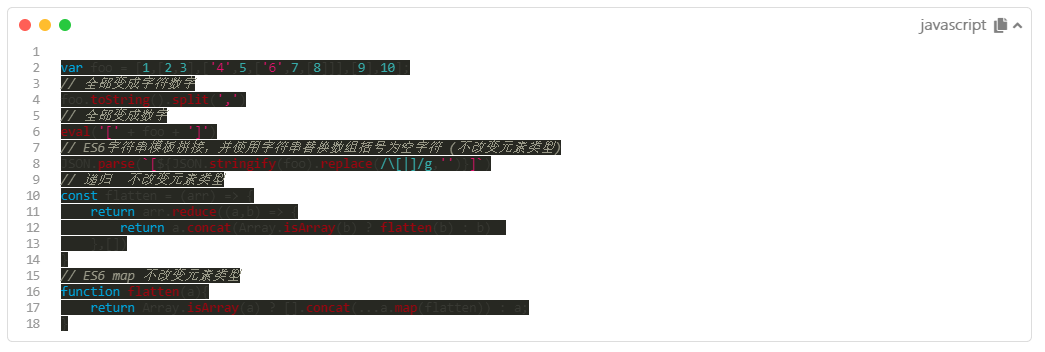 javascript
1
2 var foo = [1,[2,3],['4',5,['6',7,[8]]],[9],10];
3 // 全部变成字符数字
4 foo.toString().split(',')
5 // 全部变成数字
6 eval('[' + foo + ']')
7 // ES6字符串模板拼接，并使用字符串替换数组括号为空字符 (不改变元素类型)
8 JSON.parse(`[${JSON.stringify(foo).replace(/\[|]/g,'')}]`)
9 // 递归  不改变元素类型
10 const flatten = (arr) => {
11     return arr.reduce((a,b) => {
12         return a.concat(Array.isArray(b) ? flatten(b) : b)
13     },[])
14 }
15 // ES6 map 不改变元素类型
16 function flatten(a){
17     return Array.isArray(a) ? [].concat(...a.map(flatten)) : a;
18 }